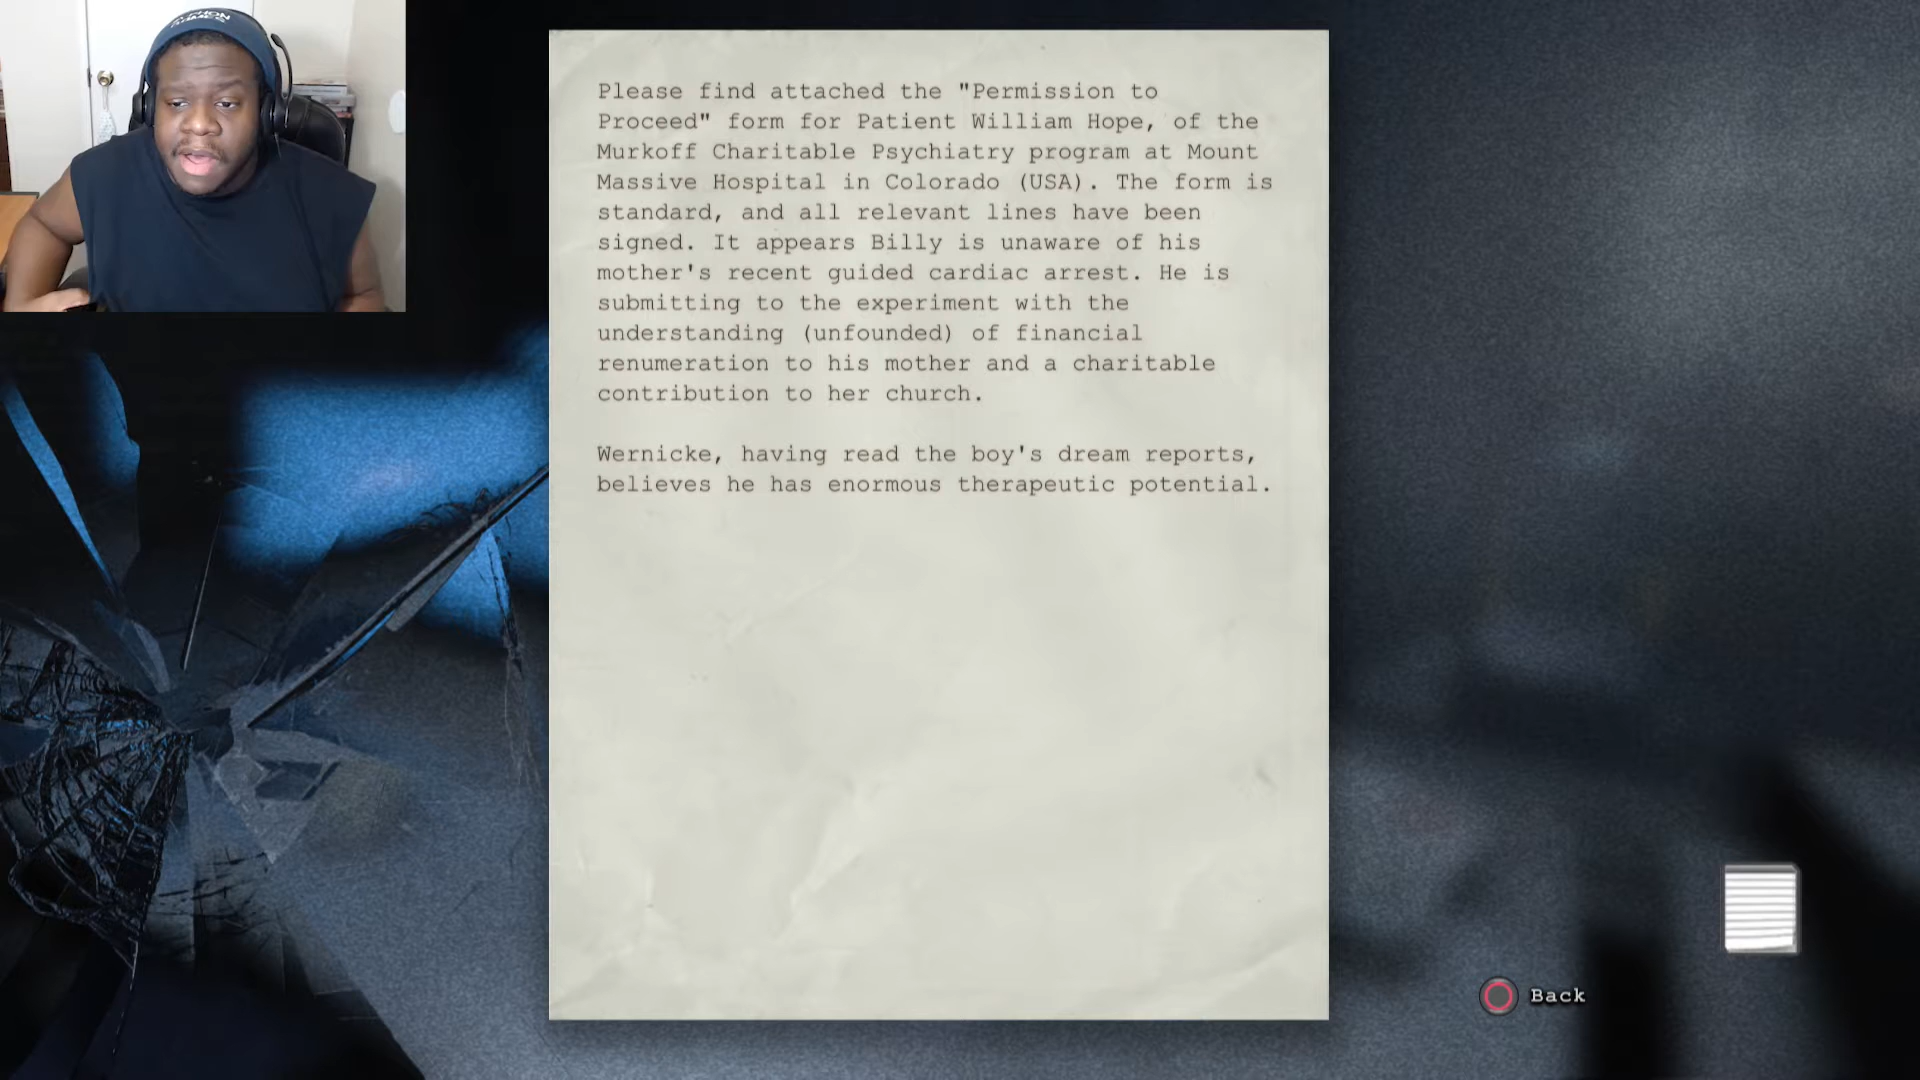 Please find attached the "Permission to
Proceed" form for Patient William Hope, of the
Murkoff Charitable Psychiatry program at Mount
Massive Hospital in Colorado (USA). The form is
standard, and all relevant lines have been
signed. It appears Billy is unaware of his
mother's recent guided cardiac arrest. He is
submitting to the experiment with the
understanding (unfounded) of financial
renumeration to his mother and a charitable
contribution to her church.
Wernicke, having read the boy's dream reports,
believes he has enormous therapeutic potential.
Back